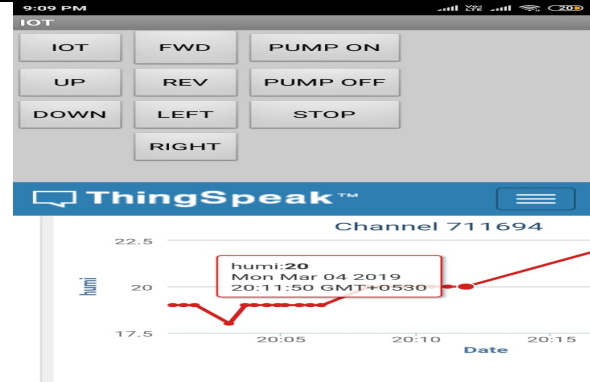 9:09 PM VoLTE 20
IOT
IOT FWD PUMP ON
UP REV PUMP OFF
DOWN LEFT STOP
RIGHT
ThingSpeak™
Channel 711694
22.5
humi:20
Mon Mar 04 2019
20:11:50 GMT+0530
humi
20
17.5
20:05 20:10 20:15
Date